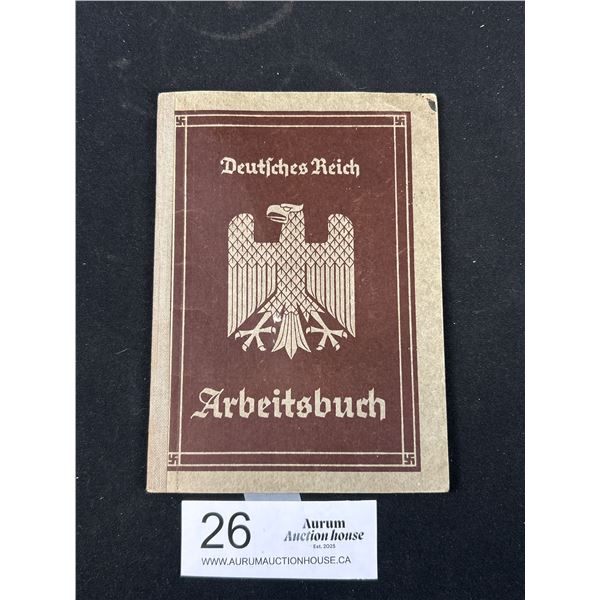 Deutſches Reich
Arbeitsbuch
26
Aurum
Auction house
Est. 2025
WWW.AURUMAUCTIONHOUSE.CA